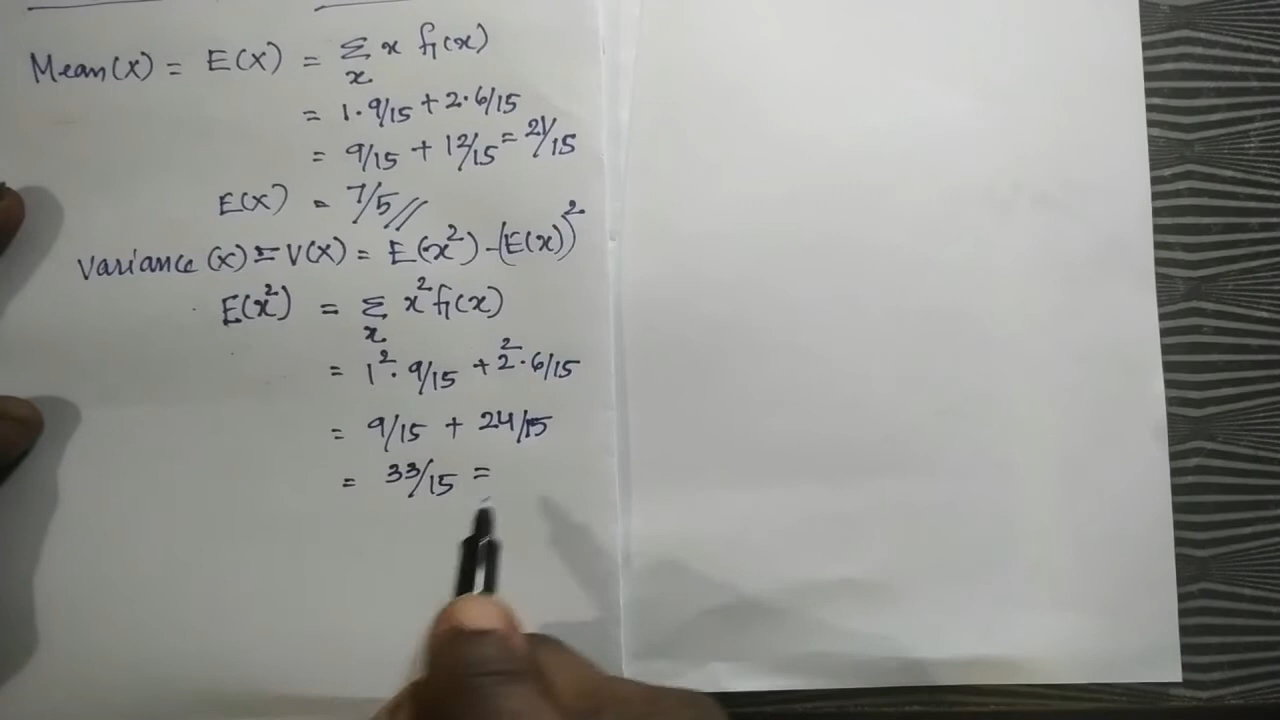 Mean(X) = E(X) = Σ x f₁(x)
x
= 1·9/15 + 2·6/15
= 9/15 + 12/15 = 21/15
E(X) = 7/5//
Variance (x) = V(X) = E(x²) - (E(x))²
E(x²) = Σ x² f₁(x)
x
= 1²·9/15 + 2²·6/15
= 9/15 + 24/15
= 33/15 =